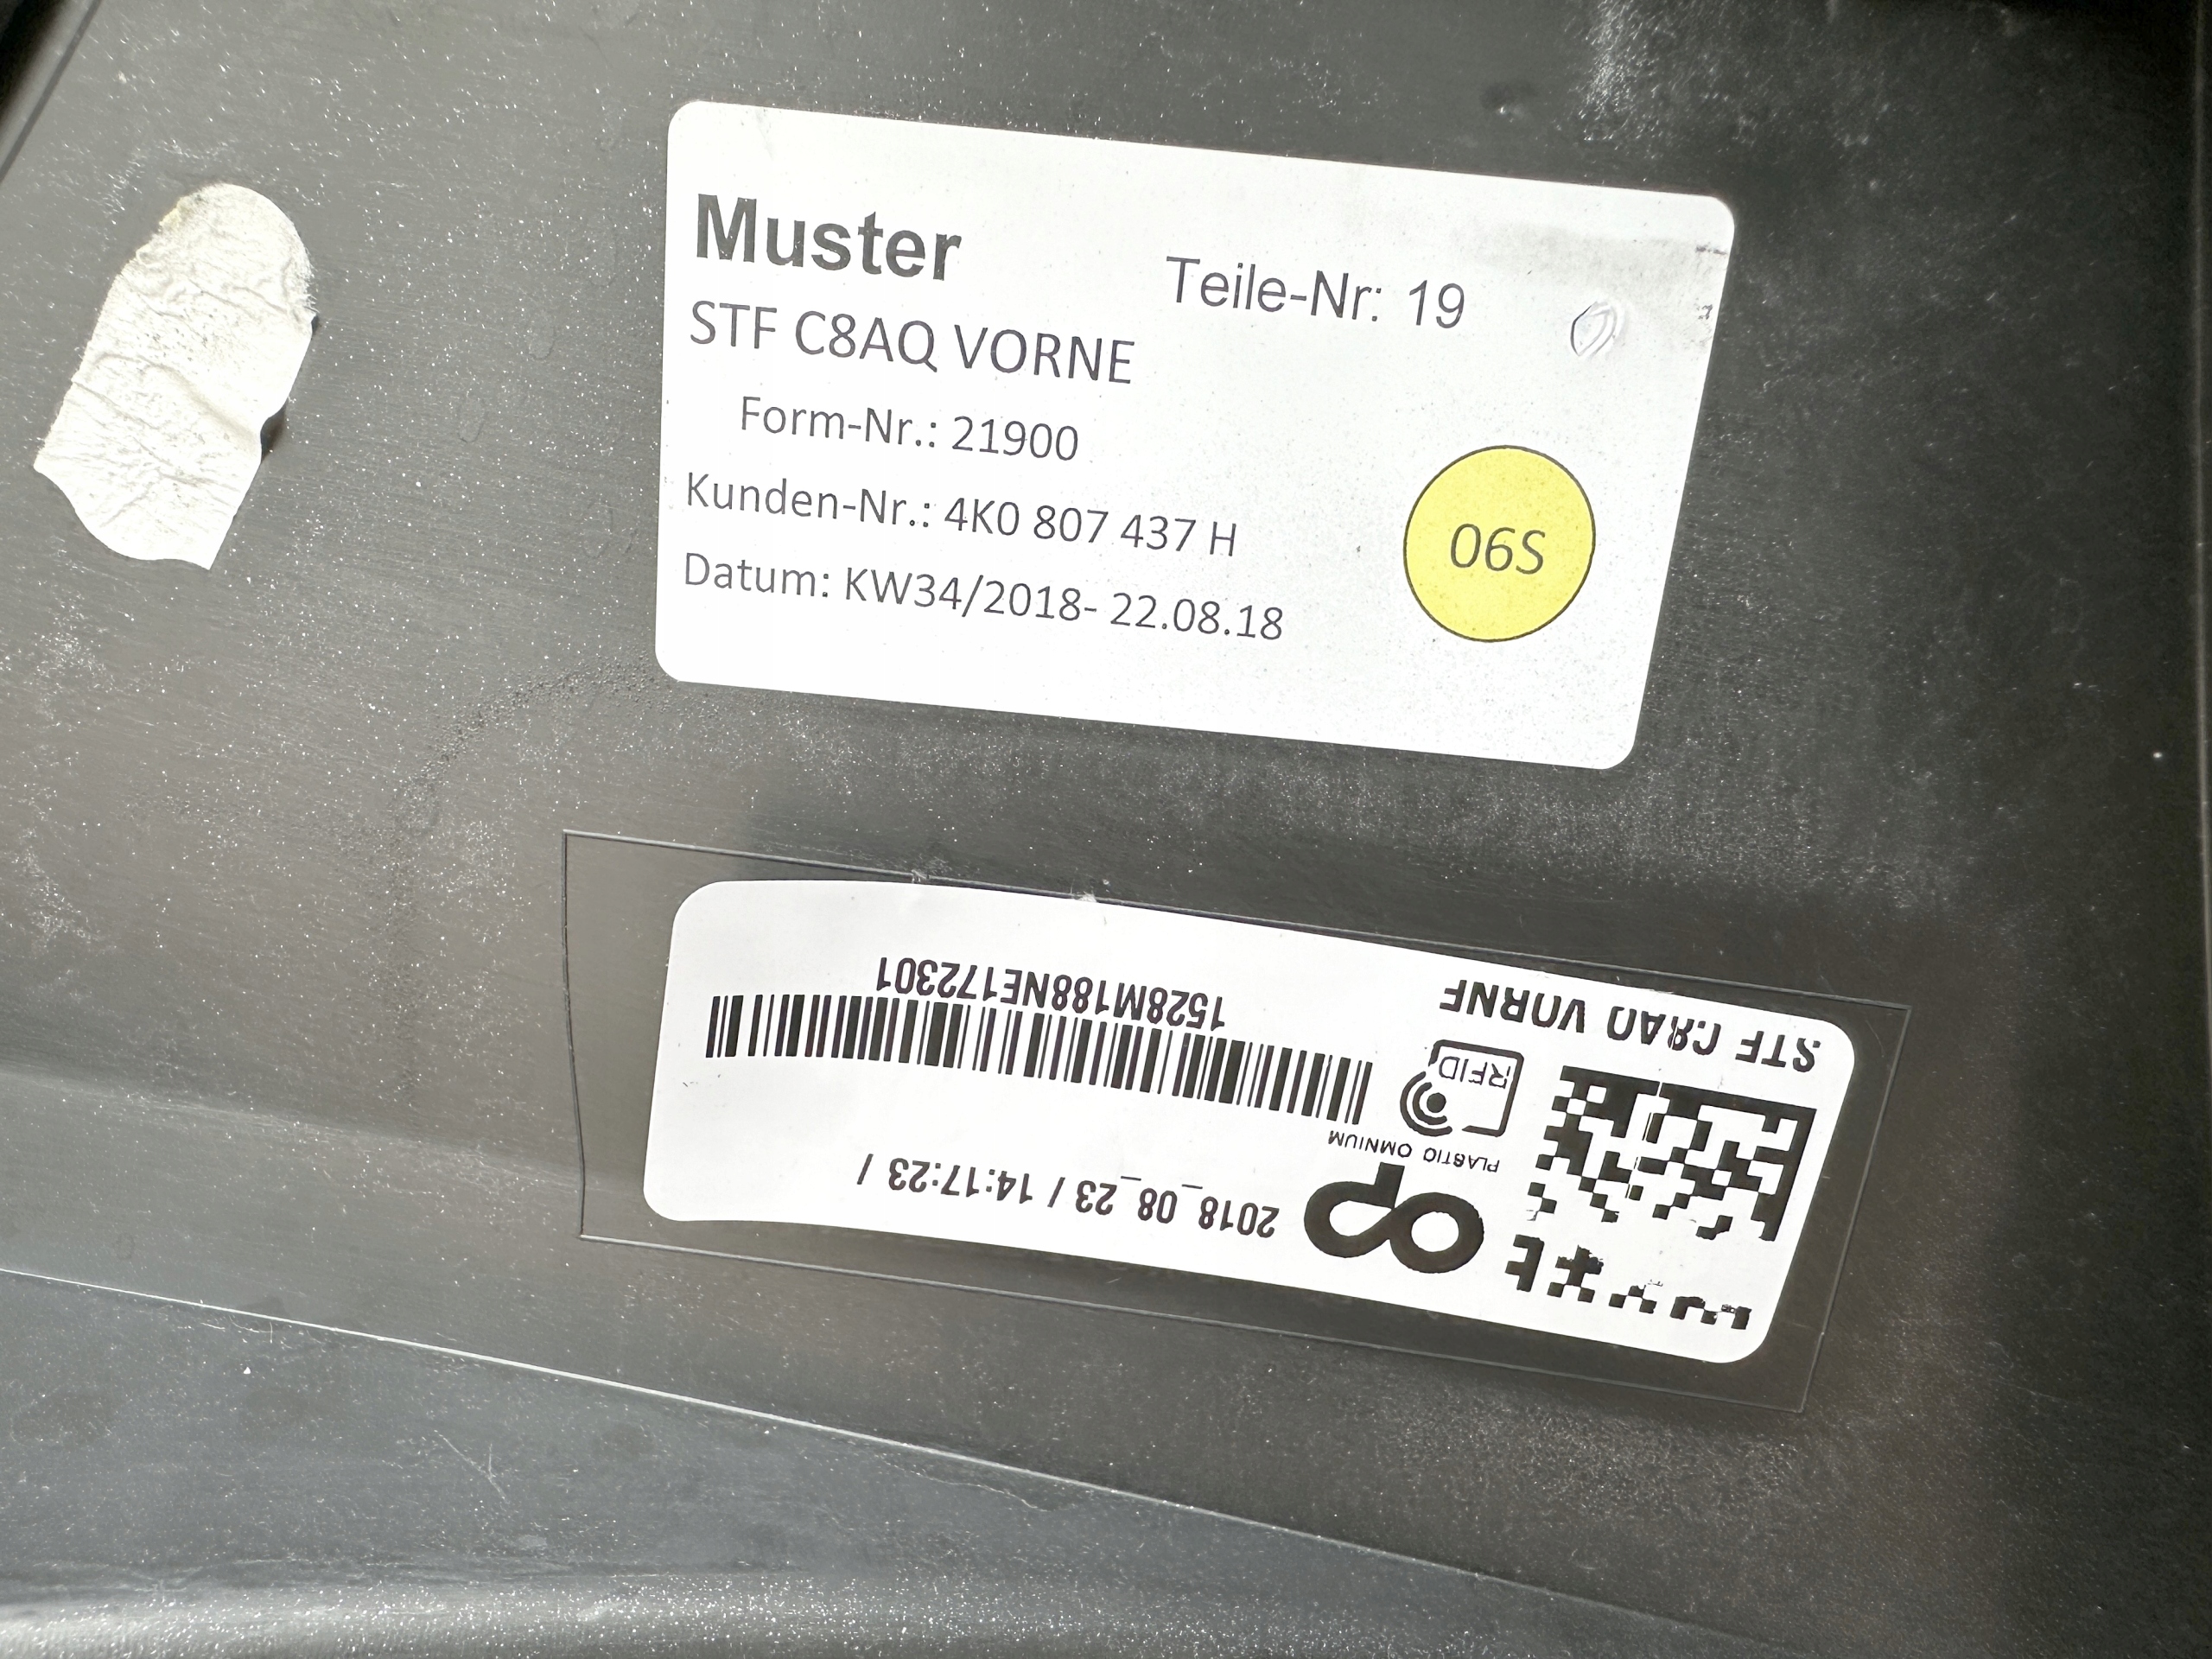 Muster
Teile-Nr: 19
STF C8AQ VORNE
Form-Nr.: 21900
Kunden-Nr.: 4K0 807 437 H
Datum: KW34/2018- 22.08.18
06S
2018_08_23 / 14:17:23 /
PLASTIC OMNIUM
RFID
1528M188NE172301
STF C8AQ VORNE